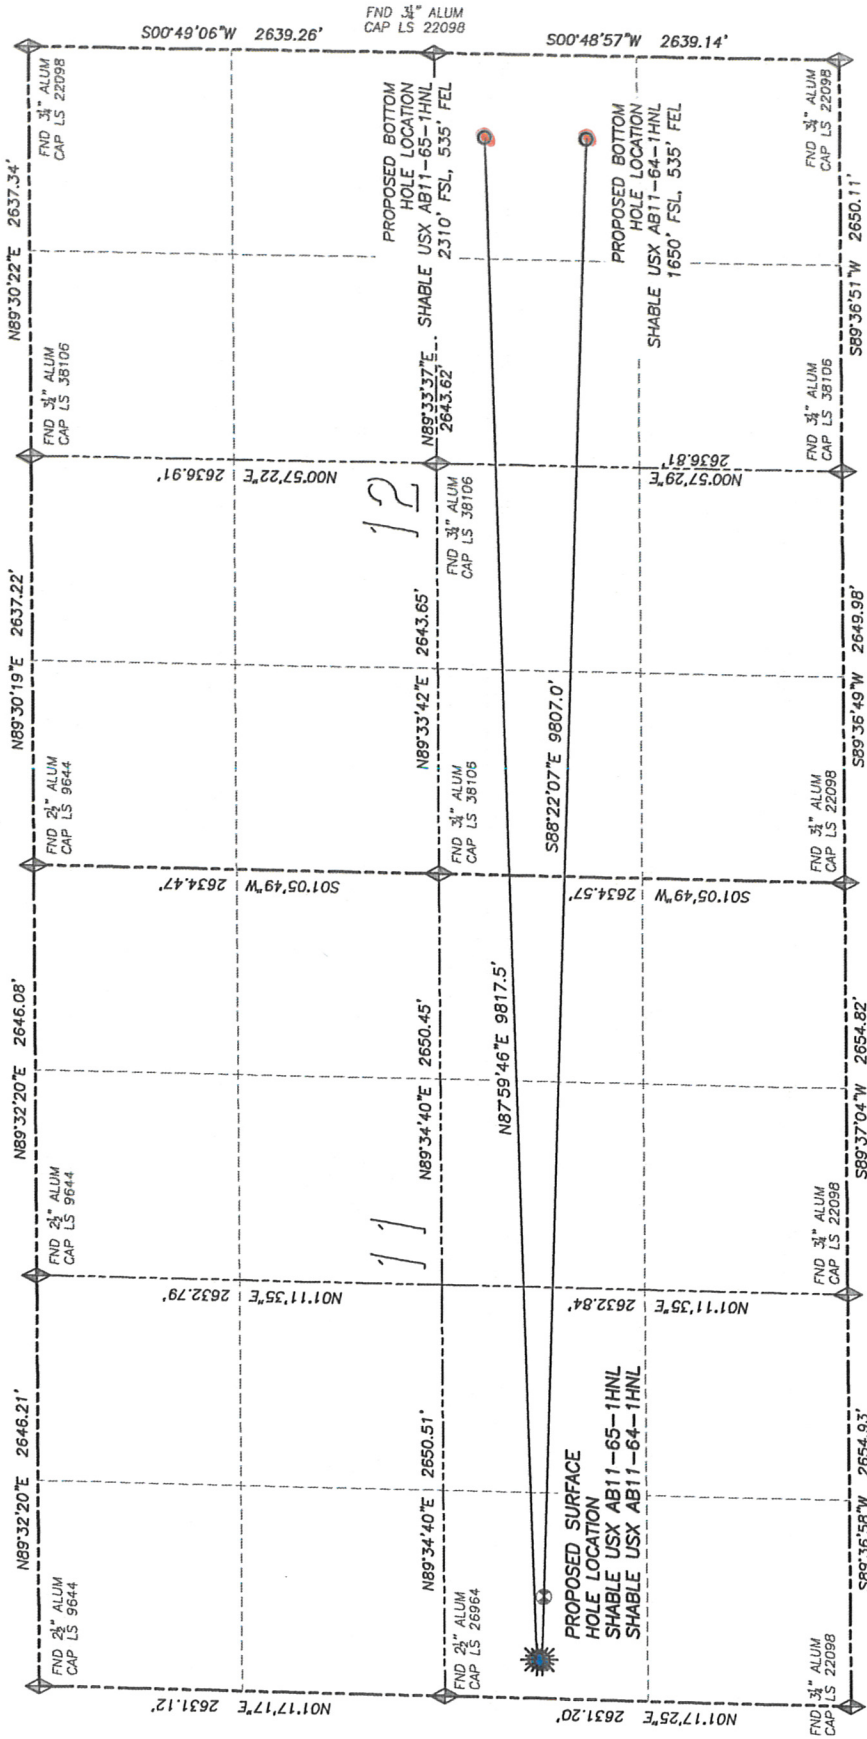 FND 3¼" ALUM
CAP LS 22098
S00°49'06"W 2639.26'
S00°48'57"W 2639.14'
FND 3¼" ALUM
CAP LS 22098
FND 3¼" ALUM
CAP LS 22098
N89°30'22"E 2637.34'
PROPOSED BOTTOM
HOLE LOCATION
SHABLE USX AB11-65-1HNL
2310' FSL, 535' FEL
PROPOSED BOTTOM
HOLE LOCATION
SHABLE USX AB11-64-1HNL
1650' FSL, 535' FEL
S89°36'51"W 2650.11'
N89°33'37"E
2643.62'
FND 3¼" ALUM
CAP LS 38106
N00°57'22"E 2636.91'
12
FND 3¼" ALUM
CAP LS 38106
N00°57'29"E
2636.81'
FND 3¼" ALUM
CAP LS 38106
N89°30'19"E 2637.22'
N89°33'42"E 2643.65'
S88°22'07"E 9807.0'
S89°36'49"W 2649.98'
FND 2½" ALUM
CAP LS 9644
S01°05'49"W 2634.47'
FND 3¼" ALUM
CAP LS 38106
S01°05'49"W 2634.57'
FND 3¼" ALUM
CAP LS 22098
N89°32'20"E 2646.08'
N89°34'40"E 2650.45'
N87°59'46"E 9817.5'
S89°37'04"W 2654.82'
FND 2½" ALUM
CAP LS 9644
N01°11'35"E 2632.79'
11
N01°11'35"E 2632.84'
FND 3¼" ALUM
CAP LS 22098
N89°32'20"E 2646.21'
N89°34'40"E 2650.51'
PROPOSED SURFACE
HOLE LOCATION
SHABLE USX AB11-65-1HNL
SHABLE USX AB11-64-1HNL
S89°36'58"W 2654.93'
FND 2½" ALUM
CAP LS 9644
N01°17'17"E 2631.12'
FND 2½" ALUM
CAP LS 26964
N01°17'25"E 2631.20'
FND 3¼" ALUM
CAP LS 22098